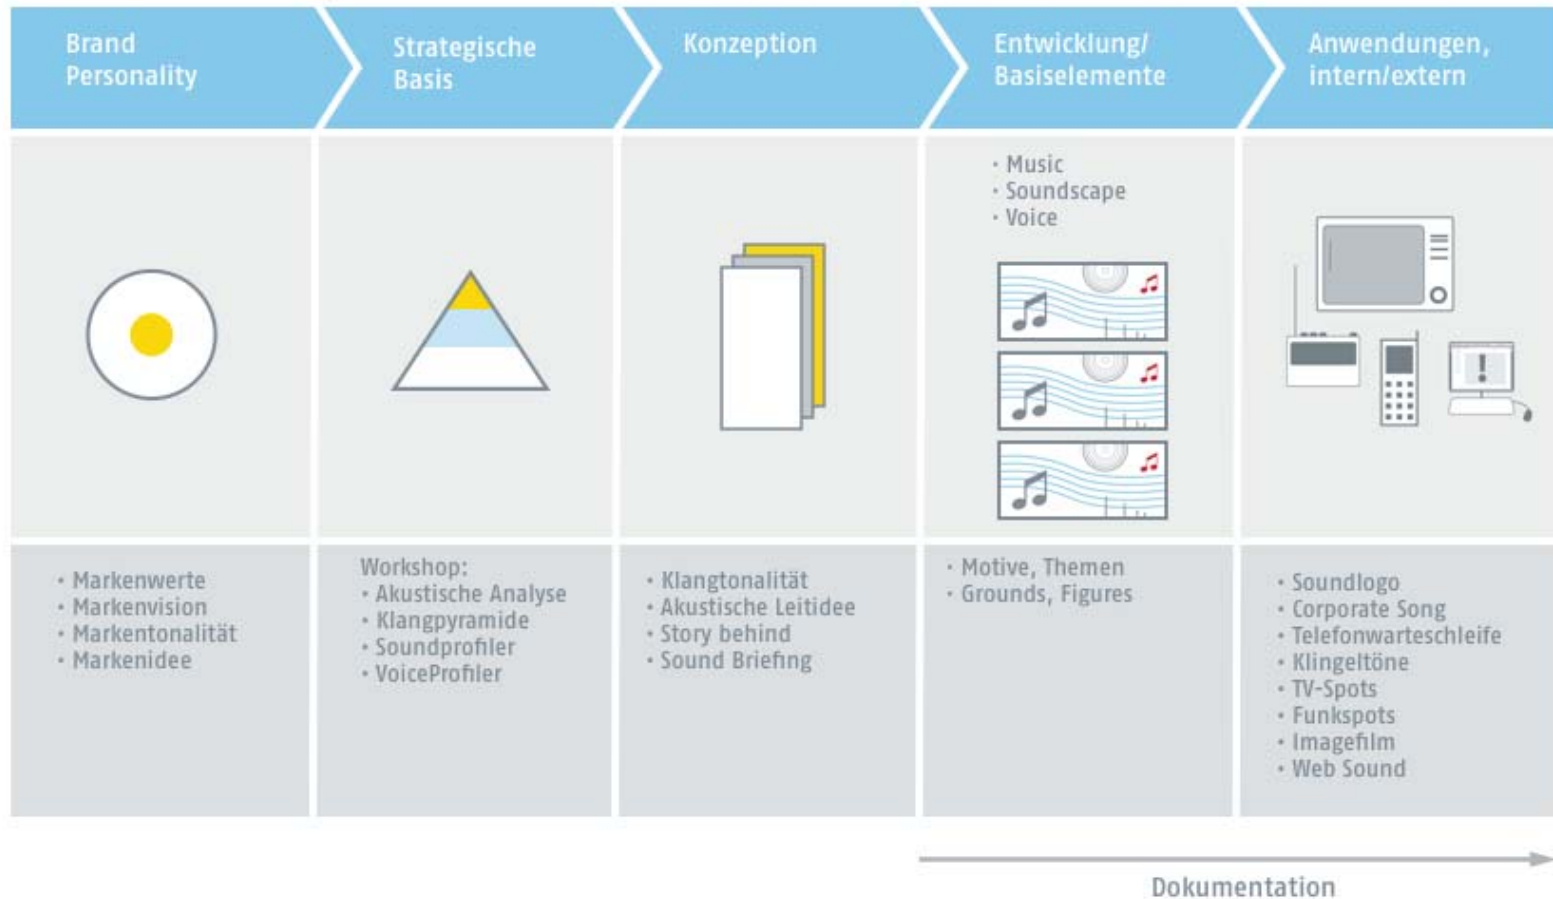 Brand
Personality
Strategische
Basis
Konzeption
Entwicklung/
Basiselemente
Anwendungen,
intern/extern
· Music
· Soundscape
· Voice
!
· Markenwerte
· Markenvision
· Markentonalität
· Markenidee
Workshop:
· Akustische Analyse
· Klangpyramide
· Soundprofiler
· VoiceProfiler
· Klangtonalität
· Akustische Leitidee
· Story behind
· Sound Briefing
· Motive, Themen
· Grounds, Figures
· Soundlogo
· Corporate Song
· Telefonwarteschleife
· Klingeltöne
· TV-Spots
· Funkspots
· Imagefilm
· Web Sound
Dokumentation